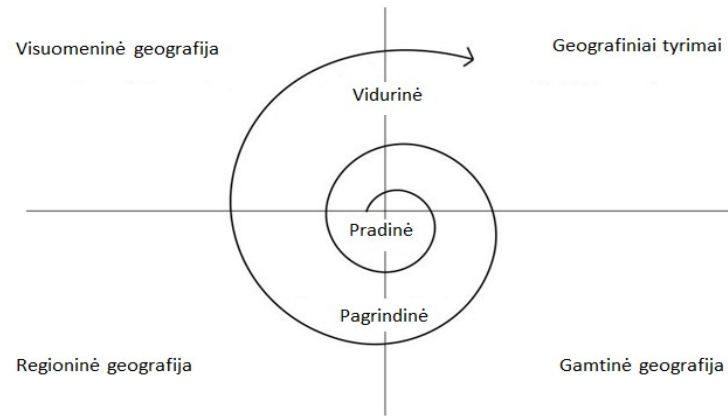 Visuomeninė geografija
Geografiniai tyrimai
Vidurinė
Pradinė
Pagrindinė
Regioninė geografija
Gamtinė geografija